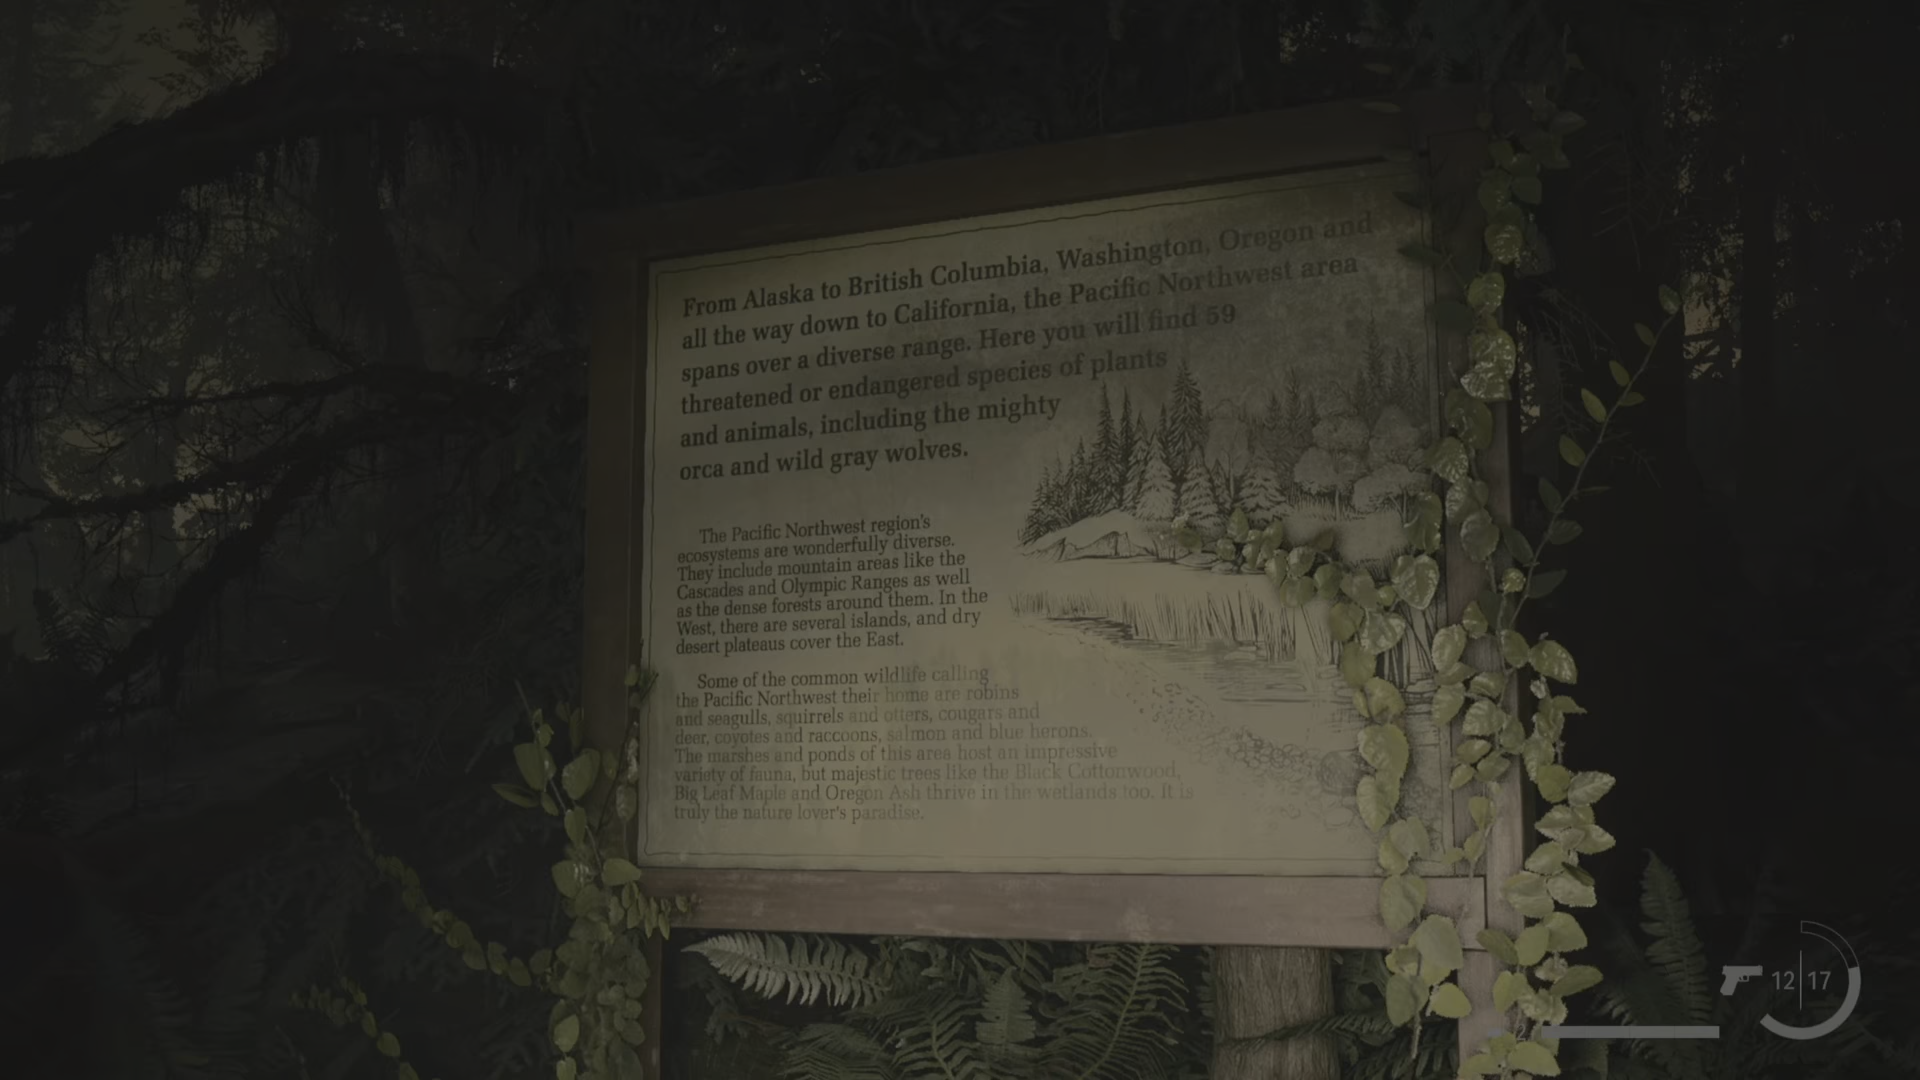 From Alaska to British Columbia, Washington, Oregon and
all the way down to California, the Pacific Northwest area
spans over a diverse range. Here you will find 59
threatened or endangered species of plants
and animals, including the mighty
orca and wild gray wolves.
The Pacific Northwest region's
ecosystems are wonderfully diverse.
They include mountain areas like the
Cascades and Olympic Ranges as well
as the dense forests around them. In the
West, there are several islands, and dry
desert plateaus cover the East.
Some of the common wildlife calling
the Pacific Northwest their home are robins
and seagulls, squirrels and otters, cougars and
deer, coyotes and raccoons, salmon and blue herons.
The marshes and ponds of this area host an impressive
variety of fauna, but majestic trees like the Black Cottonwood,
Big Leaf Maple and Oregon Ash thrive in the wetlands too. It is
truly the nature lover's paradise.
12 17